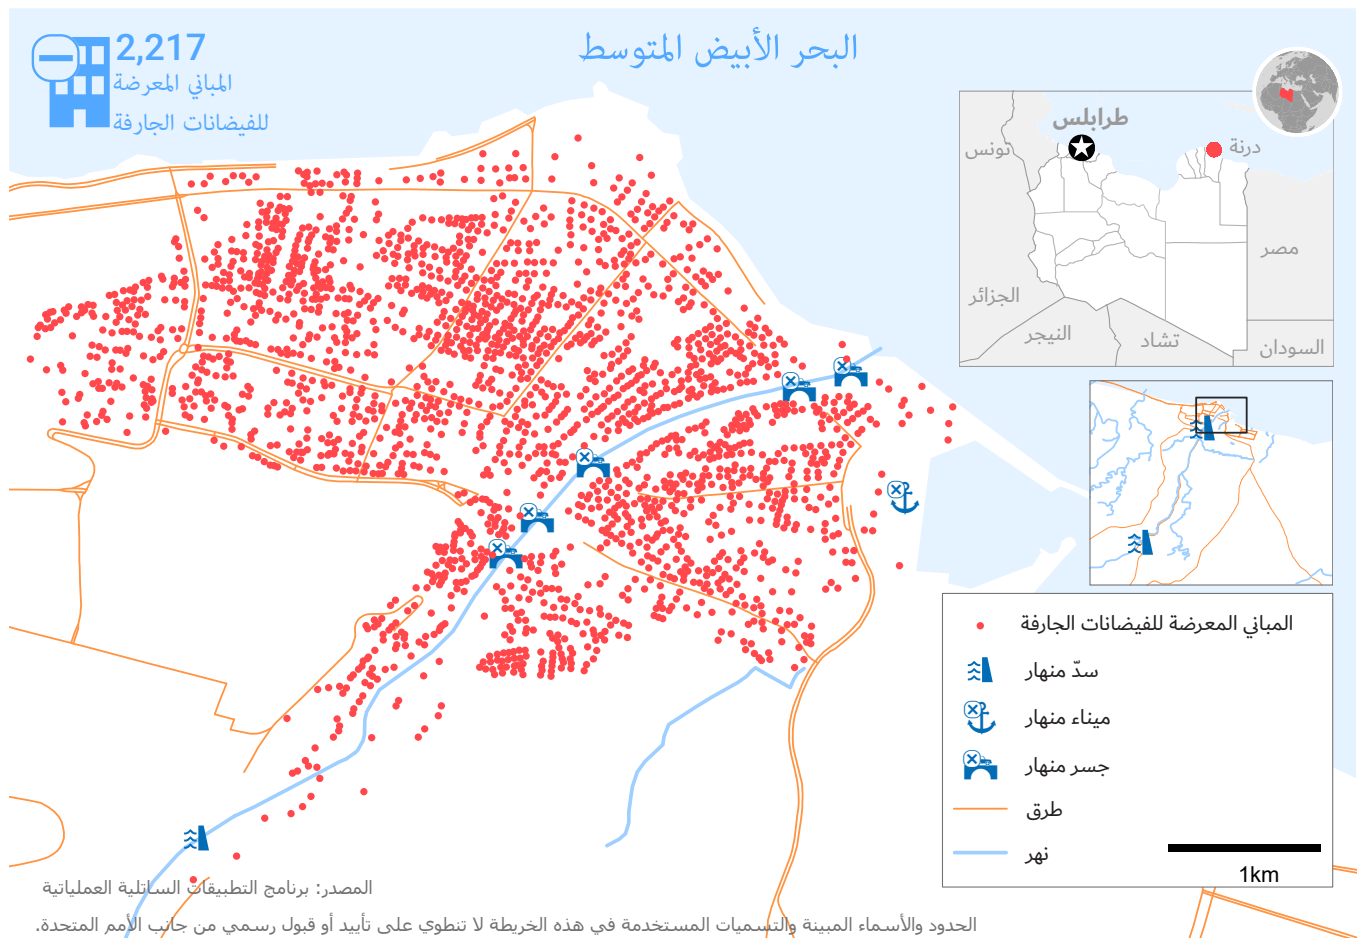 2,217
المباني المعرضة
للفيضانات الجارفة
البحر الأبيض المتوسط
طرابلس
درنة
تونس
مصر
الجزائر
النيجر
تشاد
السودان
المباني المعرضة للفيضانات الجارفة
سدّ منهار
ميناء منهار
جسر منهار
طرق
نهر
1km
المصدر: برنامج التطبيقات الساتلية العملياتية
الحدود والأسماء المبينة والتسميات المستخدمة في هذه الخريطة لا تنطوي على تأييد أو قبول رسمي من جانب الأمم المتحدة.